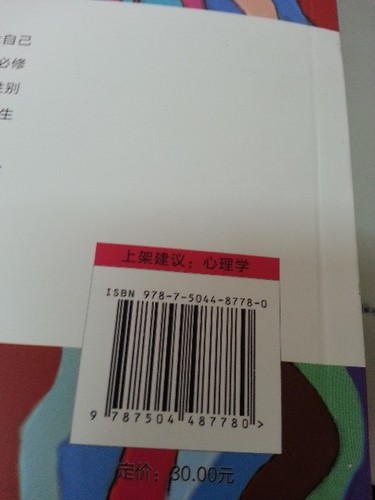 自己
必修
性别
生
上架建议：心理学
ISBN 978-7-5044-8778-0
9 787504 487780 >
定价：30.00元